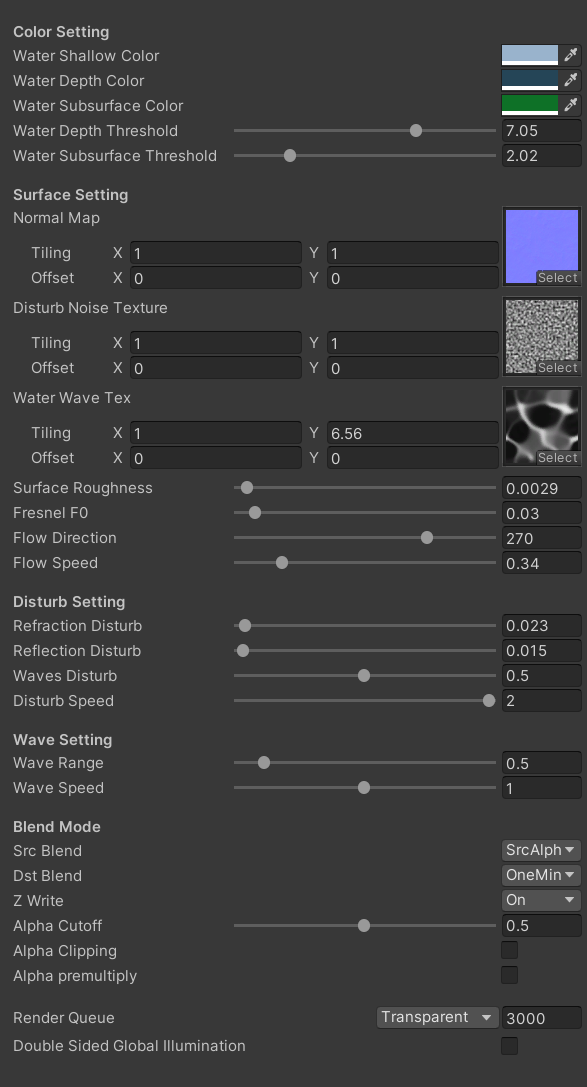 Color Setting
Water Shallow Color
Water Depth Color
Water Subsurface Color
Water Depth Threshold 7.05
Water Subsurface Threshold 2.02
Surface Setting
Normal Map
Tiling X 1 Y 1
Offset X 0 Y 0
Select
Disturb Noise Texture
Tiling X 1 Y 1
Offset X 0 Y 0
Select
Water Wave Tex
Tiling X 1 Y 6.56
Offset X 0 Y 0
Select
Surface Roughness 0.0029
Fresnel F0 0.03
Flow Direction 270
Flow Speed 0.34
Disturb Setting
Refraction Disturb 0.023
Reflection Disturb 0.015
Waves Disturb 0.5
Disturb Speed 2
Wave Setting
Wave Range 0.5
Wave Speed 1
Blend Mode
Src Blend SrcAlph
Dst Blend OneMin
Z Write On
Alpha Cutoff 0.5
Alpha Clipping
Alpha premultiply
Render Queue Transparent 3000
Double Sided Global Illumination